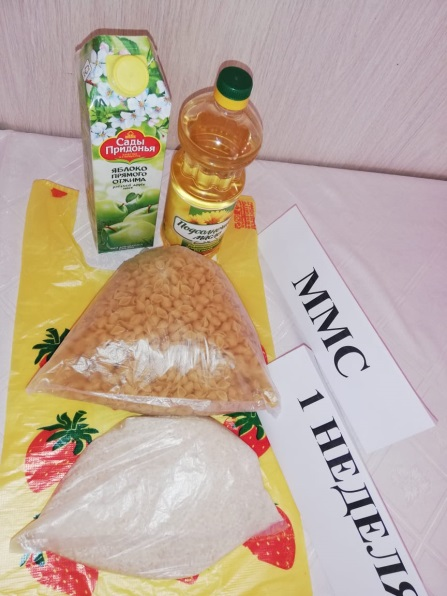 Сады
Придонья
ЯБЛОКО
ПРЯМОГО
ОТЖИМА
Подсолнечное
масло
ММС
1 НЕДЕЛЯ